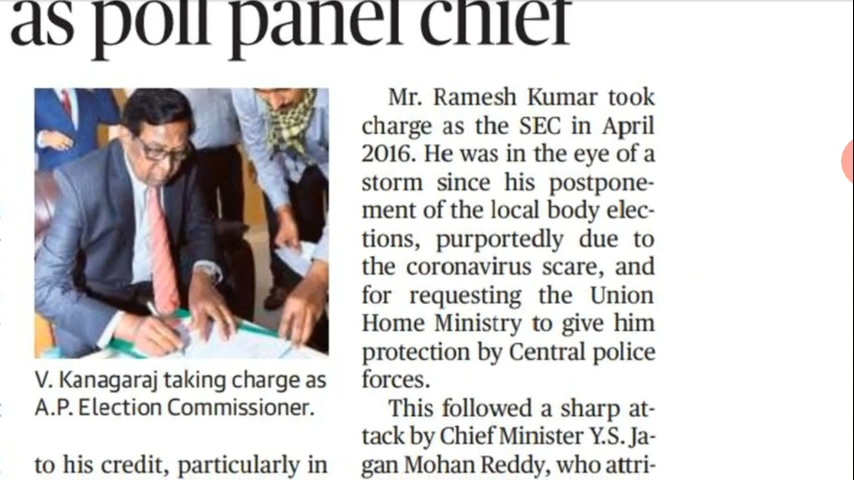 as poll panel chief
V. Kanagaraj taking charge as
A.P. Election Commissioner.
to his credit, particularly in
Mr. Ramesh Kumar took
charge as the SEC in April
2016. He was in the eye of a
storm since his postpone-
ment of the local body elec-
tions, purportedly due to
the coronavirus scare, and
for requesting the Union
Home Ministry to give him
protection by Central police
forces.
This followed a sharp at-
tack by Chief Minister Y.S. Ja-
gan Mohan Reddy, who attri-